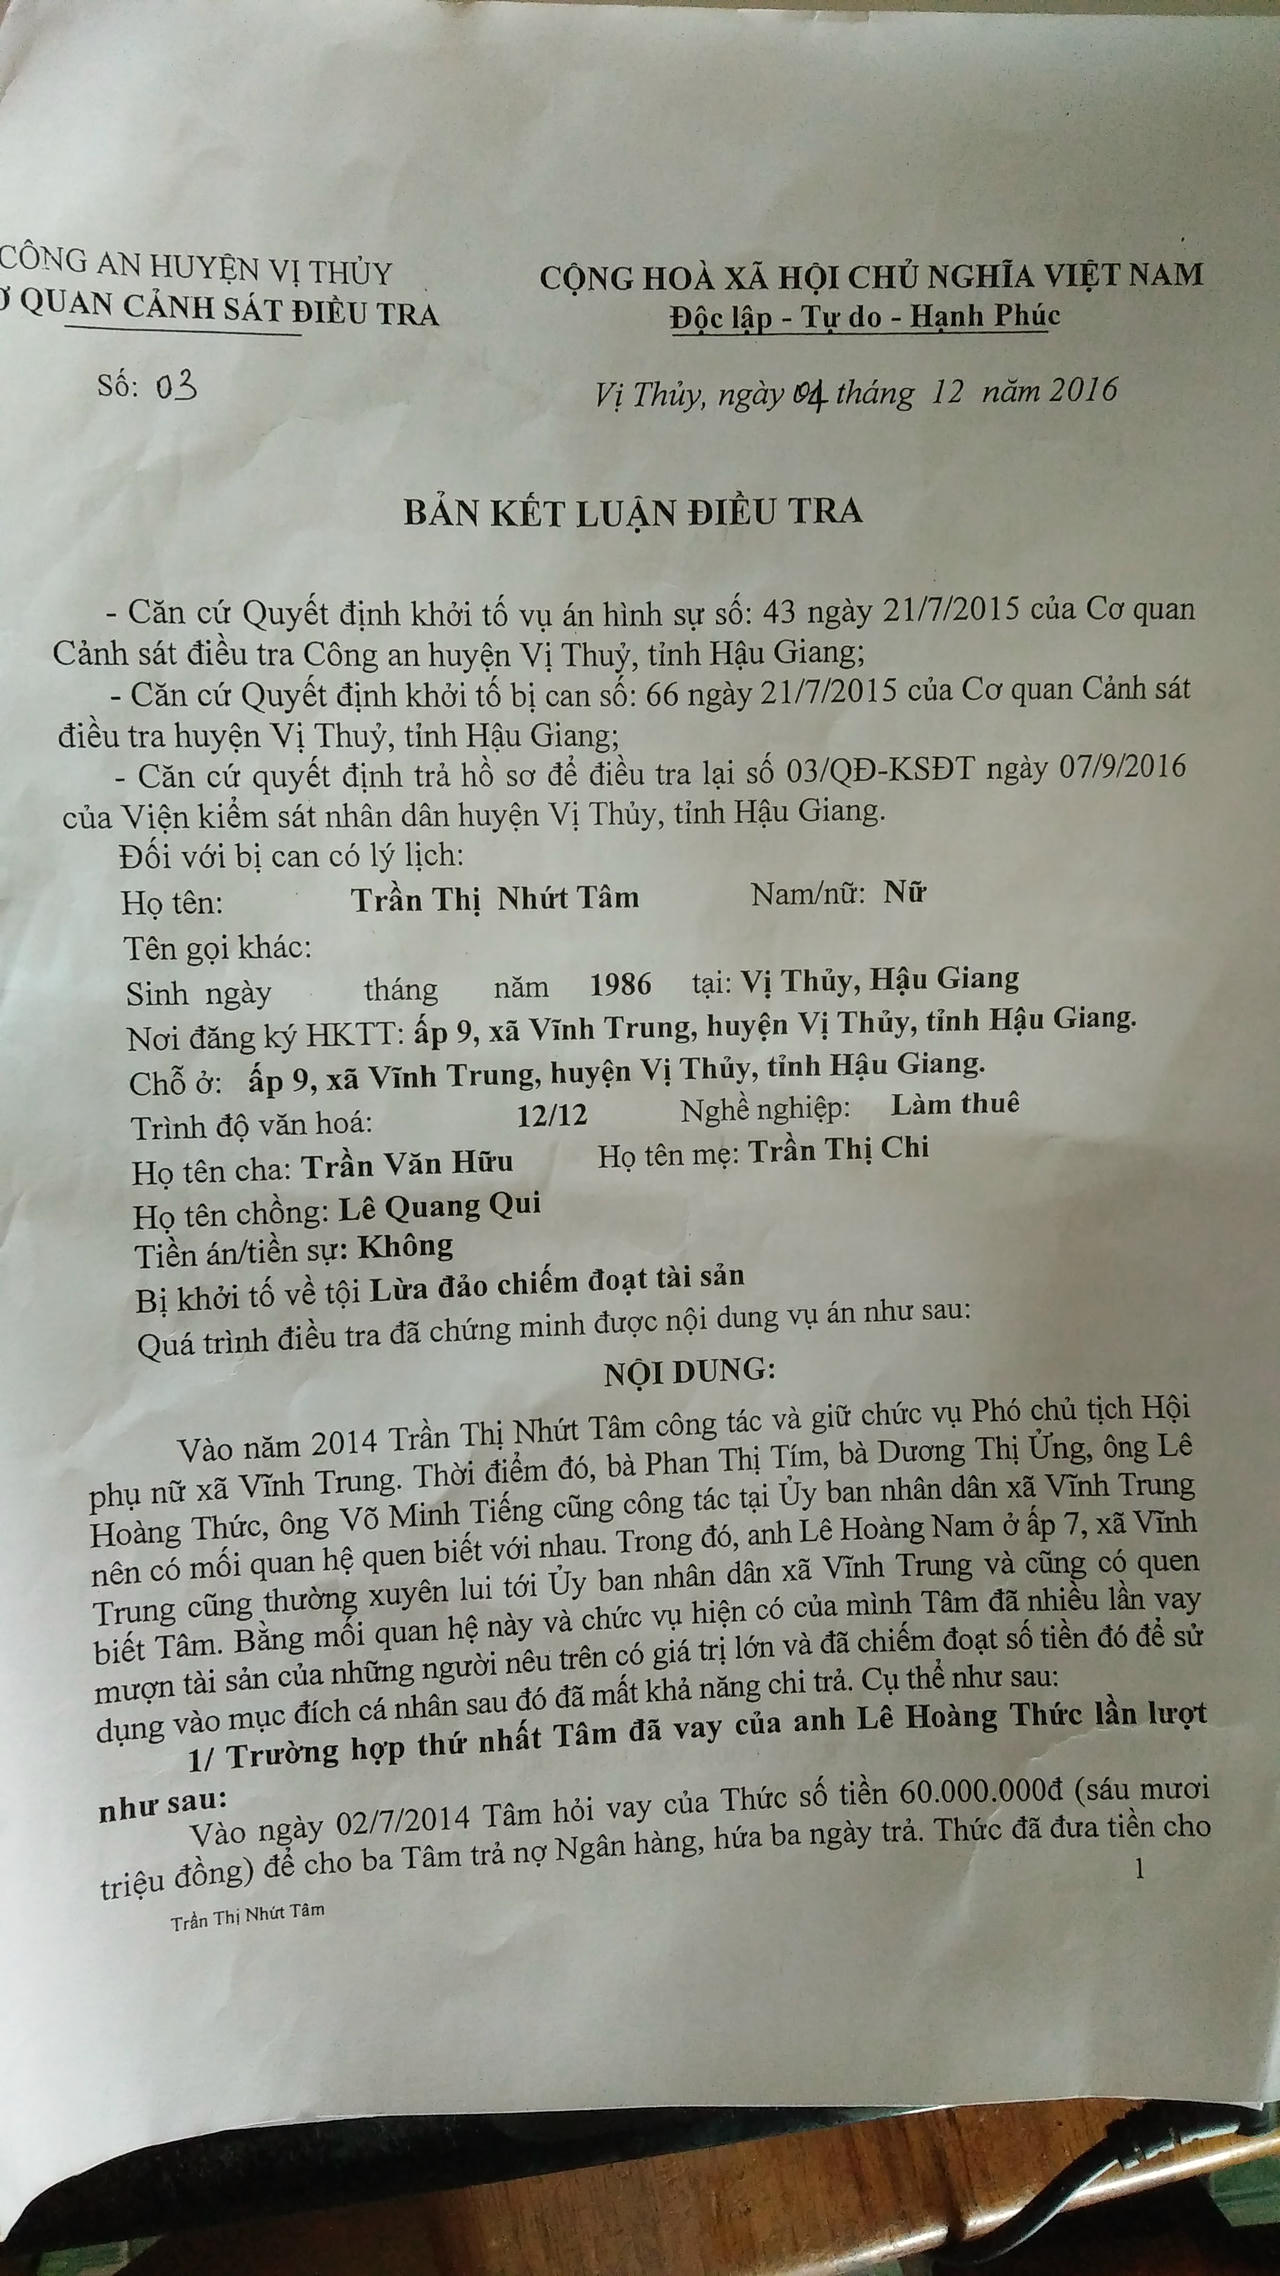 CÔNG AN HUYỆN VỊ THỦY
Ơ QUAN CẢNH SÁT ĐIỀU TRA
CỘNG HOÀ XÃ HỘI CHỦ NGHĨA VIỆT NAM
Độc lập - Tự do - Hạnh Phúc
Số: 03
Vị Thủy, ngày 04 tháng 12 năm 2016
BẢN KẾT LUẬN ĐIỀU TRA
- Căn cứ Quyết định khởi tố vụ án hình sự số: 43 ngày 21/7/2015 của Cơ quan
Cảnh sát điều tra Công an huyện Vị Thuỷ, tỉnh Hậu Giang;
- Căn cứ Quyết định khởi tố bị can số: 66 ngày 21/7/2015 của Cơ quan Cảnh sát
điều tra huyện Vị Thuỷ, tỉnh Hậu Giang;
- Căn cứ quyết định trả hồ sơ để điều tra lại số 03/QĐ-KSĐT ngày 07/9/2016
của Viện kiểm sát nhân dân huyện Vị Thủy, tỉnh Hậu Giang.
Đối với bị can có lý lịch:
Họ tên: Trần Thị Nhứt Tâm Nam/nữ: Nữ
Tên gọi khác:
Sinh ngày tháng năm 1986 tại: Vị Thủy, Hậu Giang
Nơi đăng ký HKTT: ấp 9, xã Vĩnh Trung, huyện Vị Thủy, tỉnh Hậu Giang.
Chỗ ở: ấp 9, xã Vĩnh Trung, huyện Vị Thủy, tỉnh Hậu Giang.
Trình độ văn hoá: 12/12 Nghề nghiệp: Làm thuê
Họ tên cha: Trần Văn Hữu Họ tên mẹ: Trần Thị Chi
Họ tên chồng: Lê Quang Qui
Tiền án/tiền sự: Không
Bị khởi tố về tội Lừa đảo chiếm đoạt tài sản
Quá trình điều tra đã chứng minh được nội dung vụ án như sau:
NỘI DUNG:
Vào năm 2014 Trần Thị Nhứt Tâm công tác và giữ chức vụ Phó chủ tịch Hội
phụ nữ xã Vĩnh Trung. Thời điểm đó, bà Phan Thị Tím, bà Dương Thị Ửng, ông Lê
Hoàng Thức, ông Võ Minh Tiếng cũng công tác tại Ủy ban nhân dân xã Vĩnh Trung
nên có mối quan hệ quen biết với nhau. Trong đó, anh Lê Hoàng Nam ở ấp 7, xã Vĩnh
Trung cũng thường xuyên lui tới Ủy ban nhân dân xã Vĩnh Trung và cũng có quen
biết Tâm. Bằng mối quan hệ này và chức vụ hiện có của mình Tâm đã nhiều lần vay
mượn tài sản của những người nêu trên có giá trị lớn và đã chiếm đoạt số tiền đó để sử
dụng vào mục đích cá nhân sau đó đã mất khả năng chi trả. Cụ thể như sau:
1/ Trường hợp thứ nhất Tâm đã vay của anh Lê Hoàng Thức lần lượt
như sau:
Vào ngày 02/7/2014 Tâm hỏi vay của Thức số tiền 60.000.000đ (sáu mươi
triệu đồng) để cho ba Tâm trả nợ Ngân hàng, hứa ba ngày trả. Thức đã đưa tiền cho
1
Trần Thị Nhứt Tâm